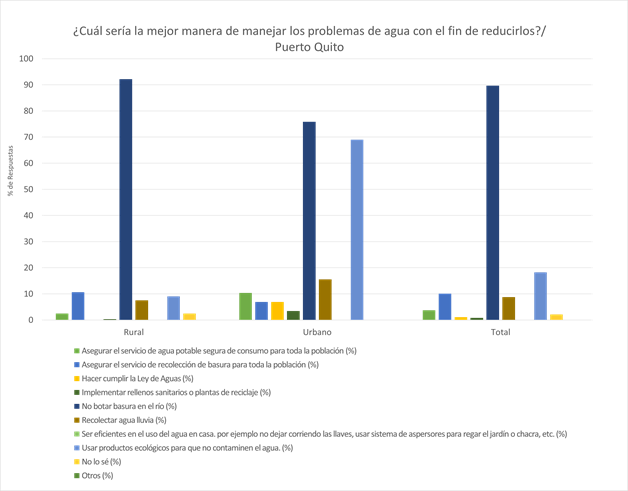 ¿Cuál sería la mejor manera de manejar los problemas de agua con el fin de reducirlos?/
Puerto Quito
% de Respuestas
100
90
80
70
60
50
40
30
20
10
0
Rural Urbano Total
Asegurar el servicio de agua potable segura de consumo para toda la población (%)
Asegurar el servicio de recolección de basura para toda la población (%)
Hacer cumplir la Ley de Aguas (%)
Implementar rellenos sanitarios o plantas de reciclaje (%)
No botar basura en el río (%)
Recolectar agua lluvia (%)
Ser eficientes en el uso del agua en casa. por ejemplo no dejar corriendo las llaves, usar sistema de aspersores para regar el jardín o chacra, etc. (%)
Usar productos ecológicos para que no contaminen el agua. (%)
No lo sé (%)
Otros (%)